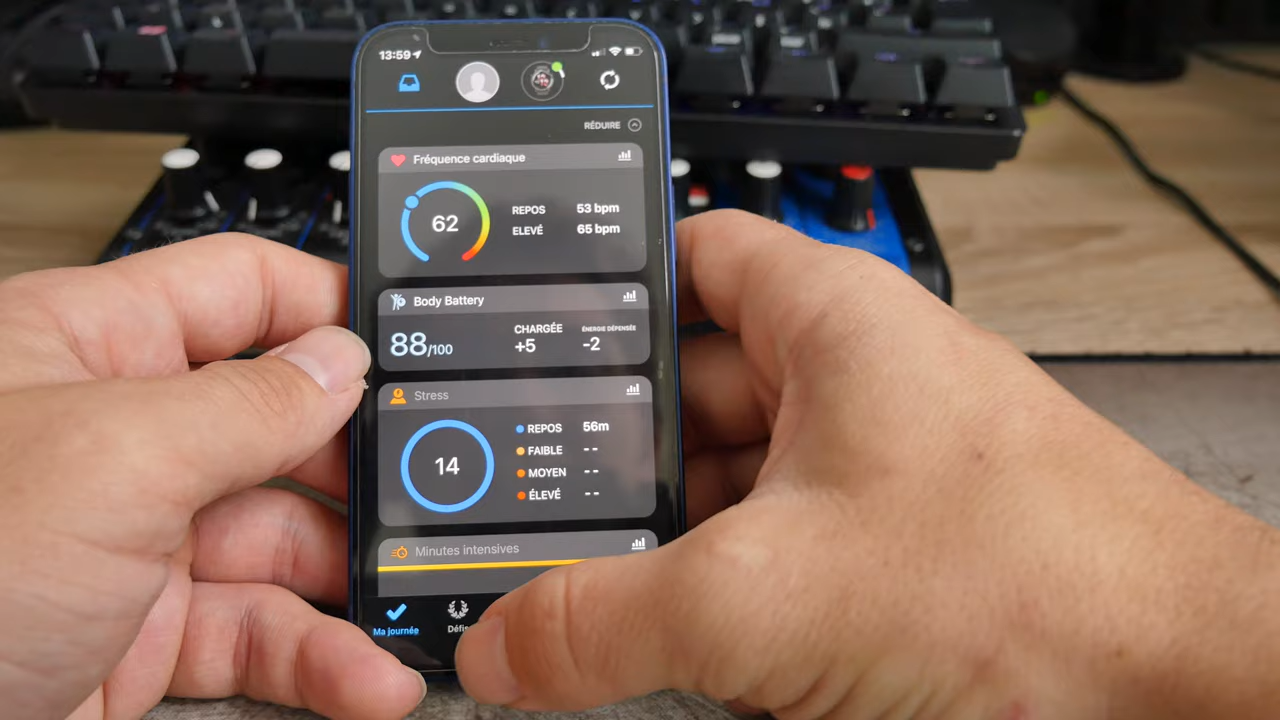 13:59
RÉDUIRE
Fréquence cardiaque
62
REPOS 53 bpm
ELEVÉ 65 bpm
Body Battery
88/100
CHARGÉE ÉNERGIE DÉPENSÉE
+5 -2
Stress
14
REPOS 56m
FAIBLE --
MOYEN --
ÉLEVÉ --
Minutes intensives
Ma journée